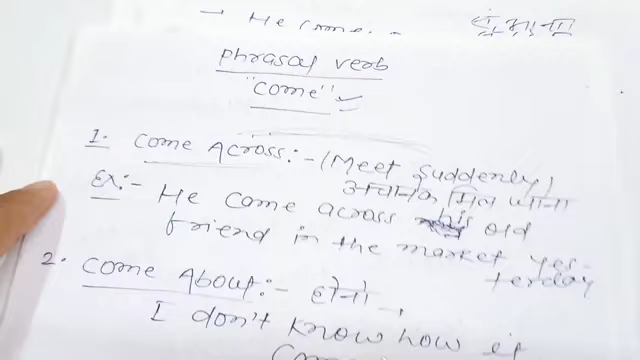 → He come.
phrasal verb
"Come"
1. Come Across:- (Meet Suddenly)
अचानक मिल जाना
Ex:- He come across his old
friend in the market yes-
terday
2. Come About:- होना
I don't know how it